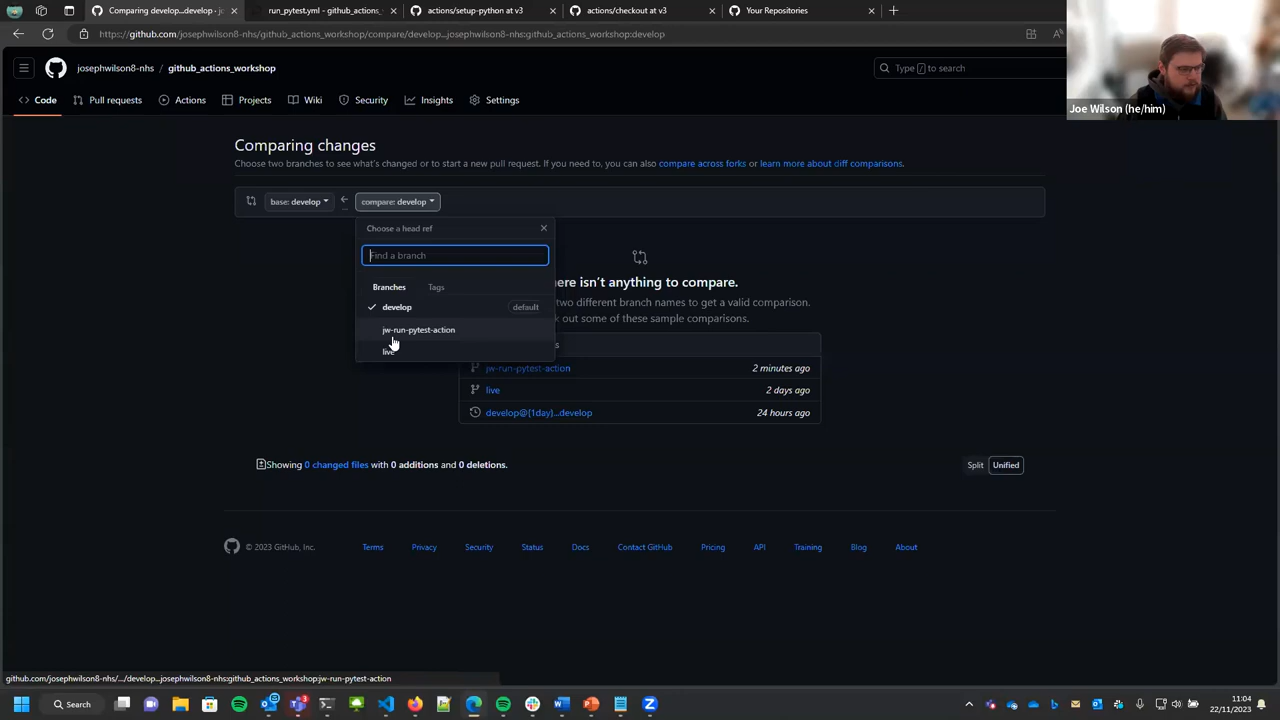 Comparing develop...develop · j
run_pytest.yml - github_actions_
actions/setup-python at v3
actions/checkout at v3
Your Repositories
https://github.com/josephwilson8-nhs/github_actions_workshop/compare/develop...josephwilson8-nhs:github_actions_workshop:develop
josephwilson8-nhs / github_actions_workshop
Type / to search
Code
Pull requests
Actions
Projects
Wiki
Security
Insights
Settings
Joe Wilson (he/him)
Comparing changes
Choose two branches to see what's changed or to start a new pull request. If you need to, you can also compare across forks or learn more about diff comparisons.
base: develop
compare: develop
Choose a head ref
Find a branch
Branches
Tags
develop
default
jw-run-pytest-action
live
here isn't anything to compare.
two different branch names to get a valid comparison.
out some of these sample comparisons.
s
jw-run-pytest-action
2 minutes ago
live
2 days ago
develop@{1day}...develop
24 hours ago
Showing 0 changed files with 0 additions and 0 deletions.
Split
Unified
© 2023 GitHub, Inc.
Terms
Privacy
Security
Status
Docs
Contact GitHub
Pricing
API
Training
Blog
About
github.com/josephwilson8-nhs/.../develop...josephwilson8-nhs:github_actions_workshop:jw-run-pytest-action
Search
11:04
22/11/2023